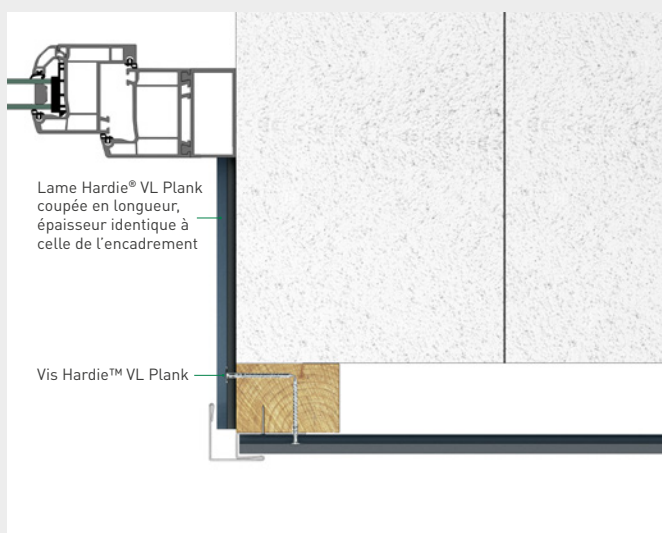 Lame Hardie® VL Plank
coupée en longueur,
épaisseur identique à
celle de l'encadrement
Vis Hardie™ VL Plank